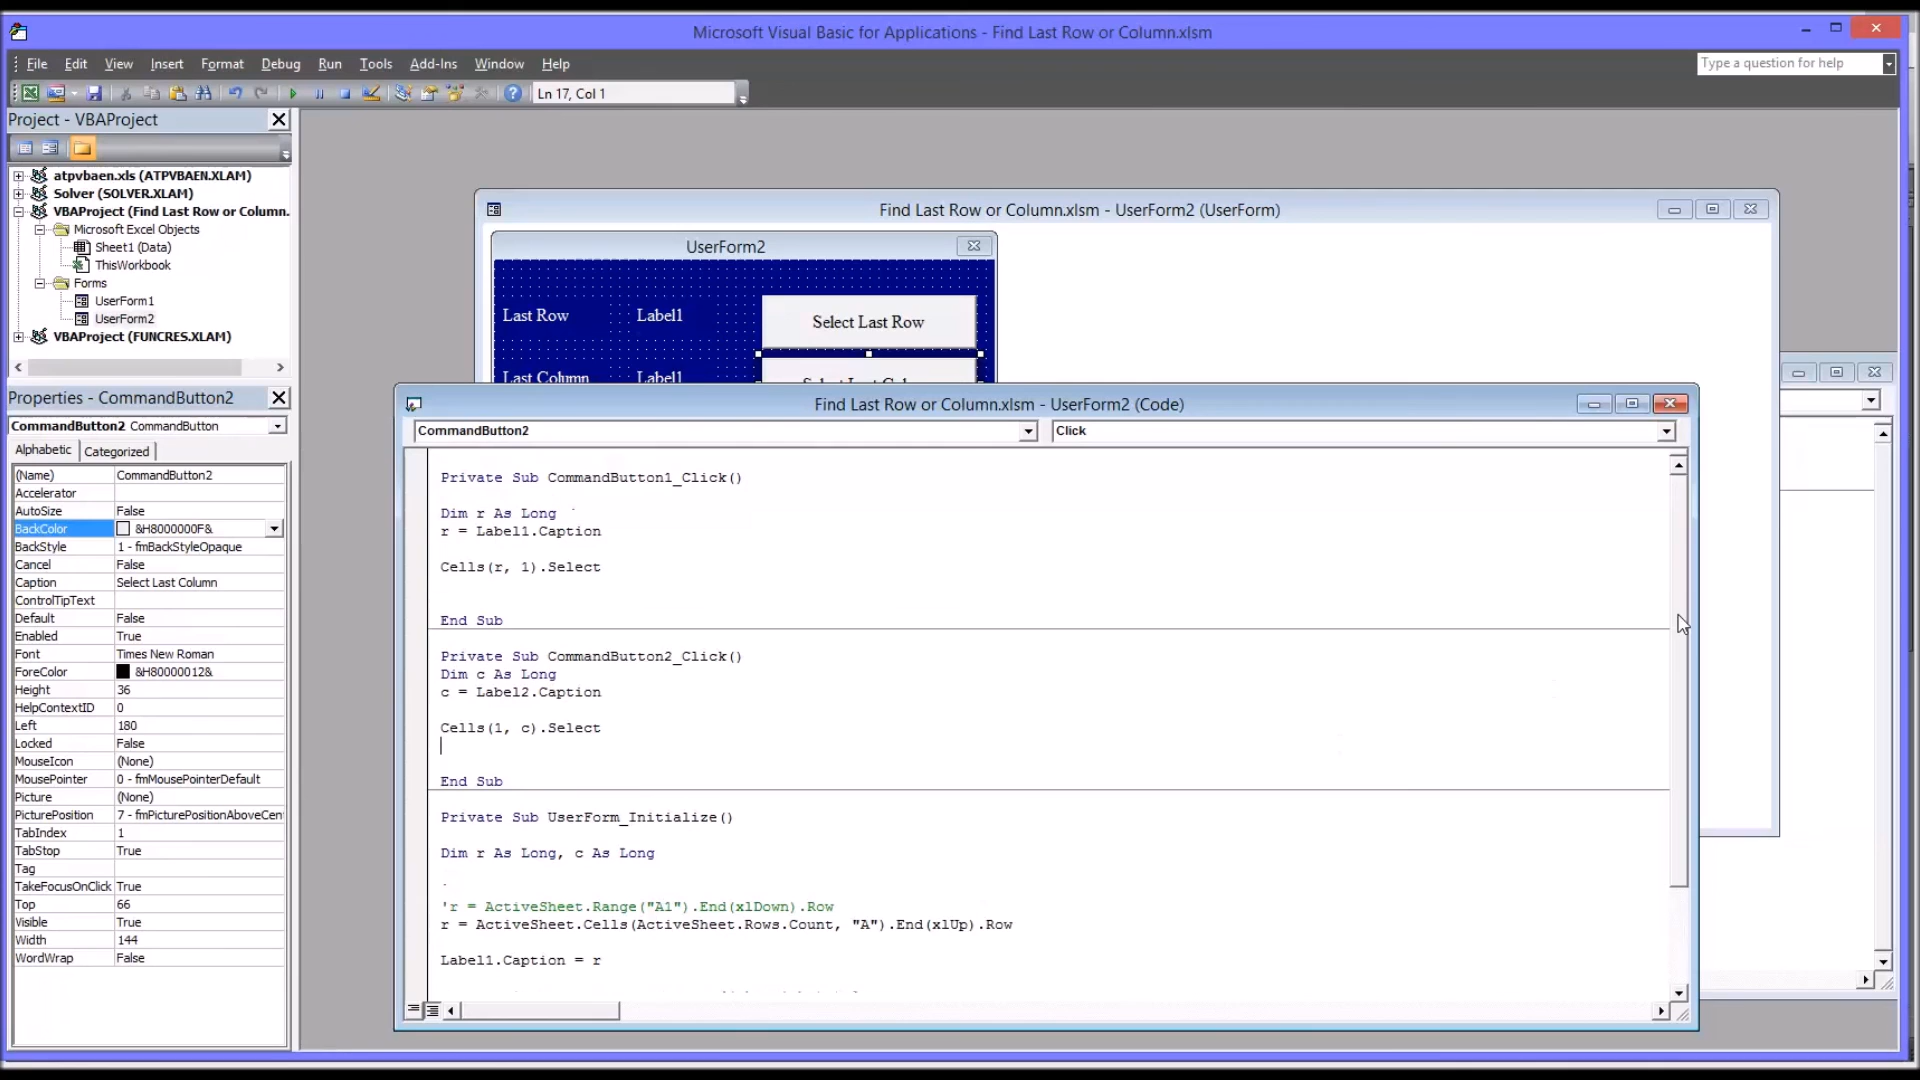 Microsoft Visual Basic for Applications - Find Last Row or Column.xlsm
File Edit View Insert Format Debug Run Tools Add-Ins Window Help
Type a question for help
Ln 17, Col 1
Project - VBAProject
atpvbaen.xls (ATPVBAEN.XLAM)
Solver (SOLVER.XLAM)
VBAProject (Find Last Row or Column.
Microsoft Excel Objects
Sheet1 (Data)
ThisWorkbook
Forms
UserForm1
UserForm2
VBAProject (FUNCRES.XLAM)
Properties - CommandButton2
CommandButton2 CommandButton
Alphabetic Categorized
(Name) CommandButton2
Accelerator
AutoSize False
BackColor &H8000000F&
BackStyle 1 - fmBackStyleOpaque
Cancel False
Caption Select Last Column
ControlTipText
Default False
Enabled True
Font Times New Roman
ForeColor &H80000012&
Height 36
HelpContextID 0
Left 180
Locked False
MouseIcon (None)
MousePointer 0 - fmMousePointerDefault
Picture (None)
PicturePosition 7 - fmPicturePositionAboveCen
TabIndex 1
TabStop True
Tag
TakeFocusOnClick True
Top 66
Visible True
Width 144
WordWrap False
Find Last Row or Column.xlsm - UserForm2 (UserForm)
UserForm2
Last Row Label1 Select Last Row
Last Column Label1
Find Last Row or Column.xlsm - UserForm2 (Code)
CommandButton2 Click
Private Sub CommandButton1_Click()
Dim r As Long
r = Label1.Caption
Cells(r, 1).Select
End Sub
Private Sub CommandButton2_Click()
Dim c As Long
c = Label2.Caption
Cells(1, c).Select
End Sub
Private Sub UserForm_Initialize()
Dim r As Long, c As Long
'r = ActiveSheet.Range("A1").End(xlDown).Row
r = ActiveSheet.Cells(ActiveSheet.Rows.Count, "A").End(xlUp).Row
Label1.Caption = r